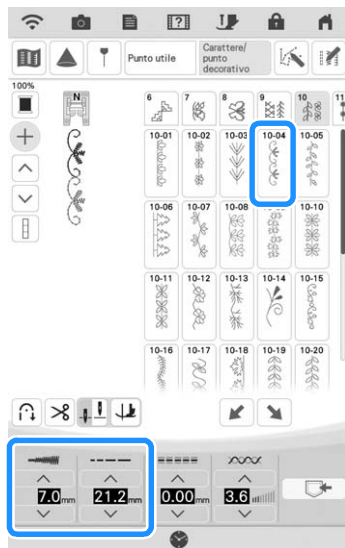 Punto utile
Carattere/
punto
decorativo
100%
N
6 7 8 9 10 11
10-01 10-02 10-03 10-04 10-05
10-06 10-07 10-08 10-10
10-11 10-12 10-13 10-14 10-15
10-16 10-17 10-18 10-19 10-20
7.0mm 21.2mm 0.00mm 3.6